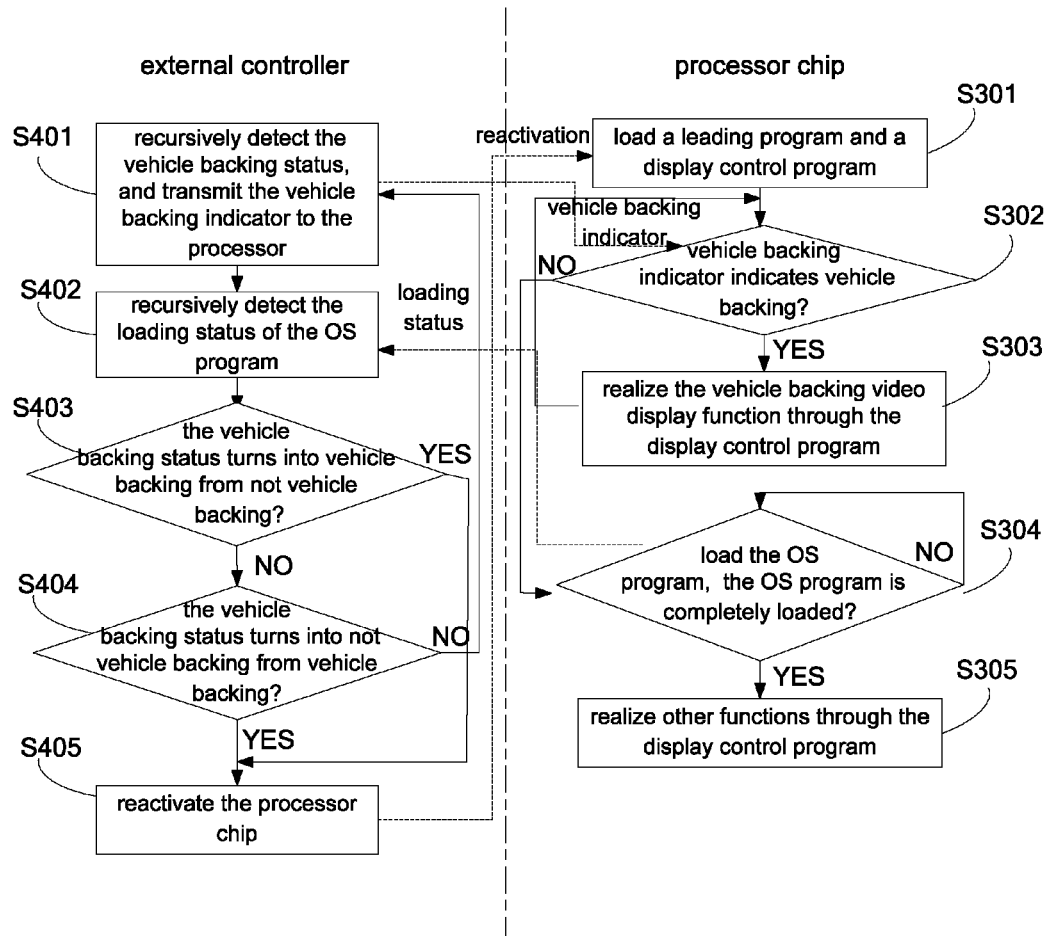 external controller
processor chip
S401
recursively detect the
vehicle backing status,
and transmit the vehicle
backing indicator to the
processor
S402
recursively detect the
loading status of the OS
program
S403
the vehicle
backing status turns into vehicle
backing from not vehicle
backing?
YES
NO
S404
the vehicle
backing status turns into not
vehicle backing from vehicle
backing?
NO
YES
S405
reactivate the processor
chip
reactivation
vehicle backing
indicator
loading
status
S301
load a leading program and a
display control program
S302
vehicle backing
indicator indicates vehicle
backing?
NO
YES
S303
realize the vehicle backing video
display function through the
display control program
S304
load the OS
program, the OS program is
completely loaded?
NO
YES
S305
realize other functions through the
display control program